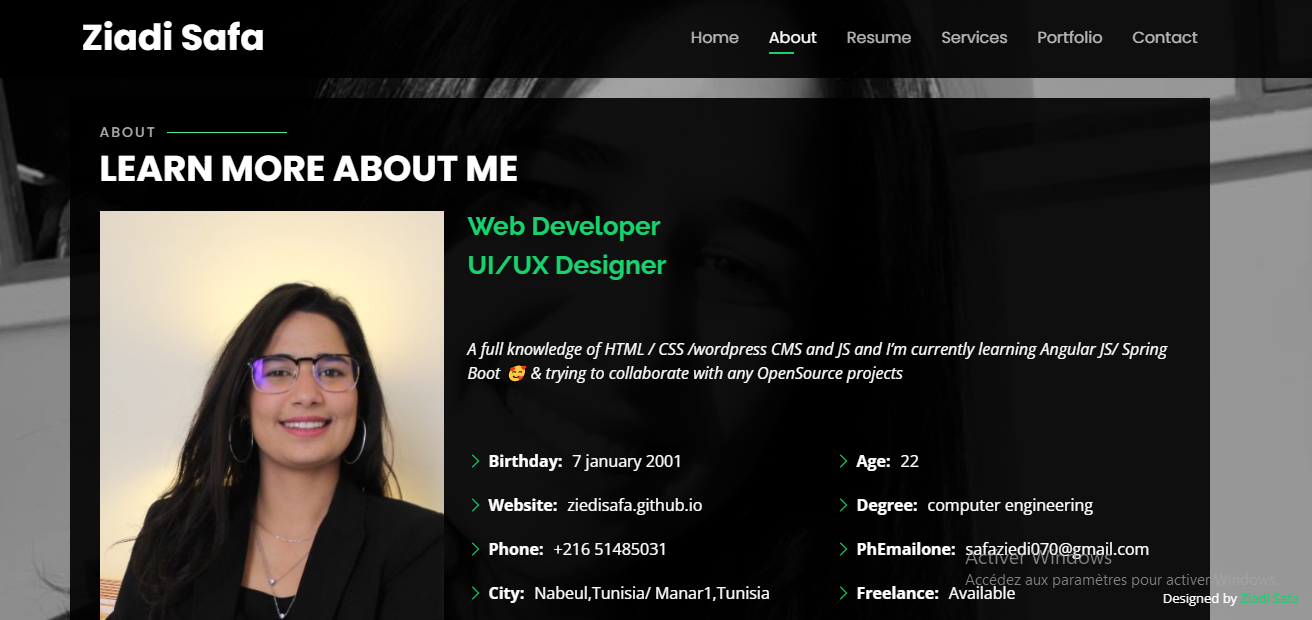 Ziadi Safa
Home About Resume Services Portfolio Contact
ABOUT
LEARN MORE ABOUT ME
Web Developer
UI/UX Designer
A full knowledge of HTML / CSS /wordpress CMS and JS and I'm currently learning Angular JS/ Spring
Boot 🥰 & trying to collaborate with any OpenSource projects
Birthday: 7 january 2001
Age: 22
Website: ziedisafa.github.io
Degree: computer engineering
Phone: +216 51485031
PhEmailone: safaziedi070@gmail.com
City: Nabeul,Tunisia/ Manar1,Tunisia
Freelance: Available
Activer Windows
Accédez aux paramètres pour activer Windows.
Designed by Ziadi Safa